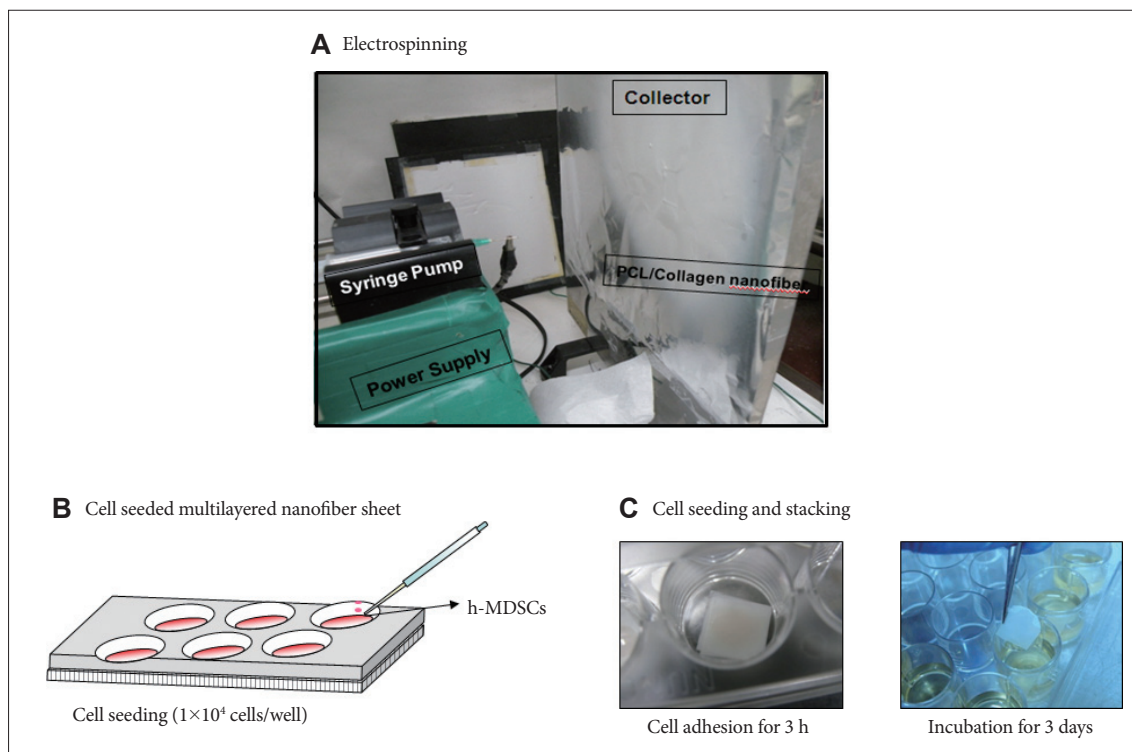 A Electrospinning
Collector
Syringe Pump
PCL/Collagen nanofiber
Power Supply
B Cell seeded multilayered nanofiber sheet
h-MDSCs
Cell seeding (1×10⁴ cells/well)
C Cell seeding and stacking
Cell adhesion for 3 h
Incubation for 3 days